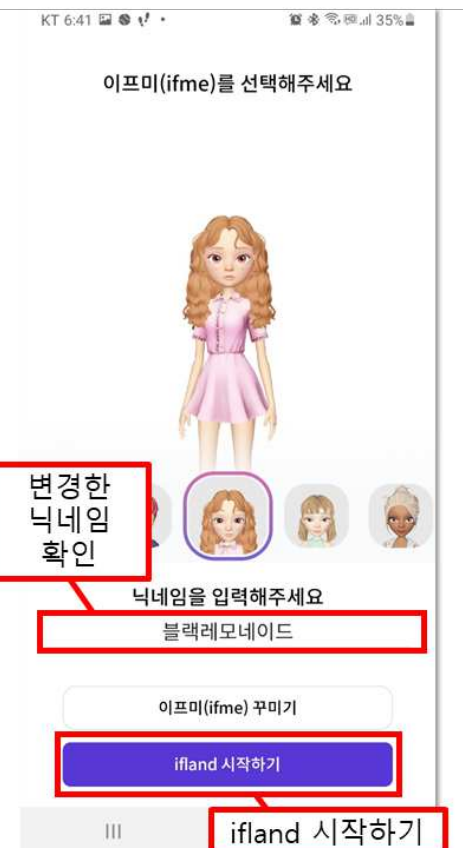 KT 6:41
35%
이프미(ifme)를 선택해주세요
변경한
닉네임
확인
닉네임을 입력해주세요
블랙레모네이드
이프미(ifme) 꾸미기
ifland 시작하기
ifland 시작하기